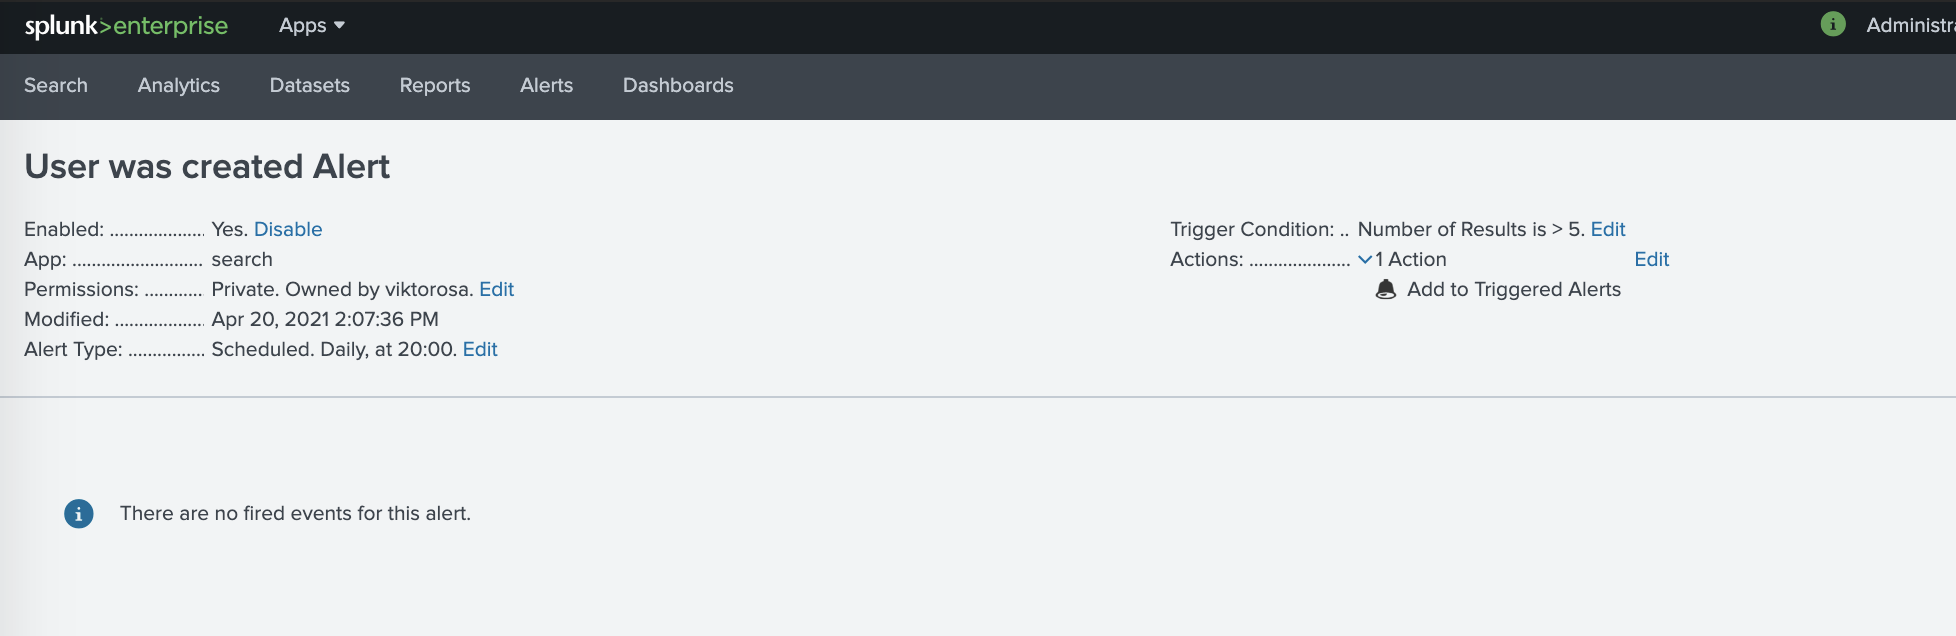 splunk>enterprise Apps Administra
Search Analytics Datasets Reports Alerts Dashboards
User was created Alert
Enabled: ................... Yes. Disable
App: ........................... search
Permissions: ............ Private. Owned by viktorosa. Edit
Modified: .................. Apr 20, 2021 2:07:36 PM
Alert Type: ................ Scheduled. Daily, at 20:00. Edit
Trigger Condition: .. Number of Results is > 5. Edit
Actions: ..................... 1 Action Edit
Add to Triggered Alerts
There are no fired events for this alert.